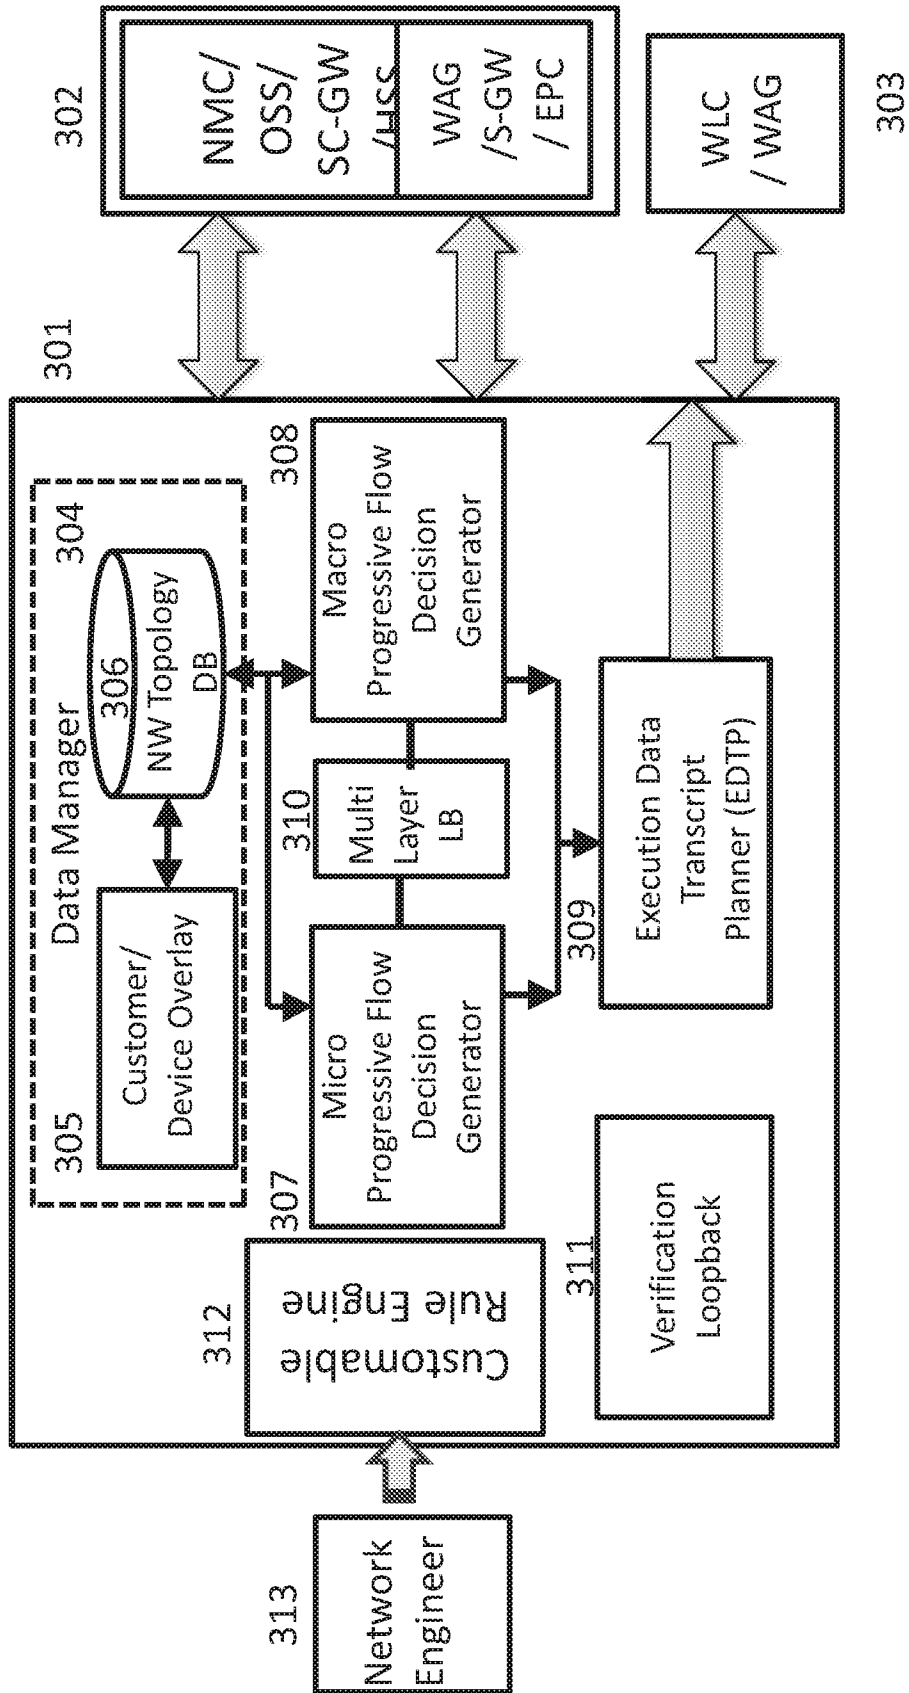 301
302
303
Data Manager
304
305
Customer/
Device Overlay
306
NW Topology
DB
307
Micro
Progressive Flow
Decision
Generator
310
Multi
Layer
LB
308
Macro
Progressive Flow
Decision
Generator
309
Execution Data
Transcript
Planner (EDTP)
311
Verification
Loopback
312
Customable
Rule Engine
313
Network
Engineer
NMC/
OSS/
SC-GW
/HSS
WAG
/S-GW
/ EPC
WLC
/ WAG